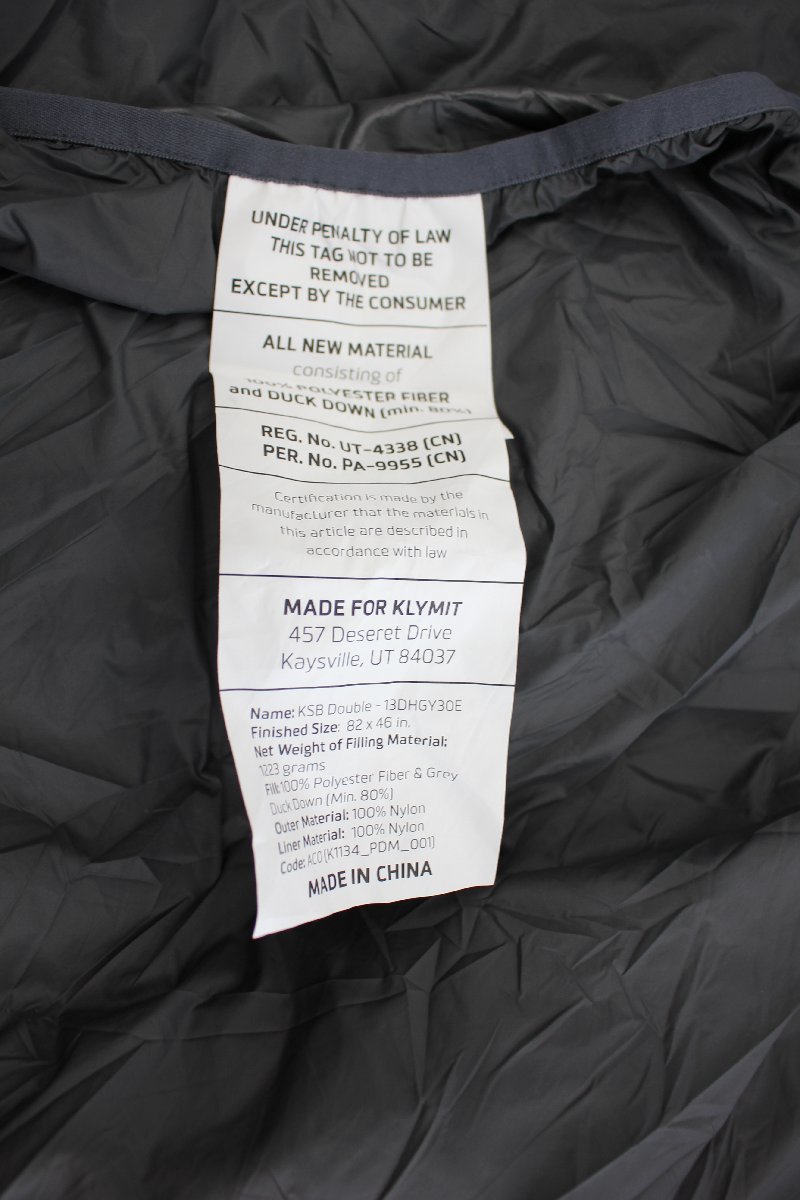 UNDER PENALTY OF LAW
THIS TAG NOT TO BE
REMOVED
EXCEPT BY THE CONSUMER
ALL NEW MATERIAL
consisting of
100% POLYESTER FIBER
and DUCK DOWN (min. 80%)
REG. No. UT-4338 (CN)
PER. No. PA-9955 (CN)
Certification is made by the
manufacturer that the materials in
this article are described in
accordance with law
MADE FOR KLYMIT
457 Deseret Drive
Kaysville, UT 84037
Name: KSB Double - 13DHGY30E
Finished Size: 82 x 46 in.
Net Weight of Filling Material:
1223 grams
Fill: 100% Polyester Fiber & Grey
Duck Down (Min. 80%)
Outer Material: 100% Nylon
Liner Material: 100% Nylon
Code: ACO (K1134_PDM_001)
MADE IN CHINA